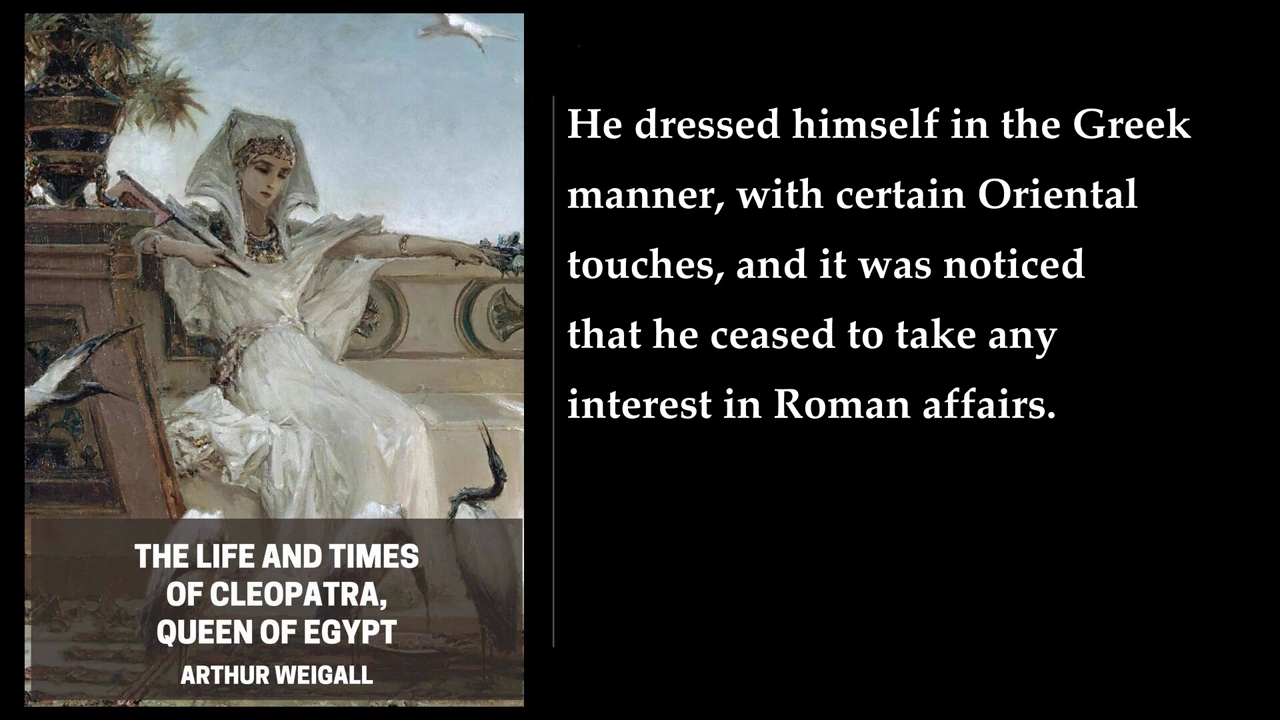 THE LIFE AND TIMES
OF CLEOPATRA,
QUEEN OF EGYPT
ARTHUR WEIGALL
He dressed himself in the Greek
manner, with certain Oriental
touches, and it was noticed
that he ceased to take any
interest in Roman affairs.